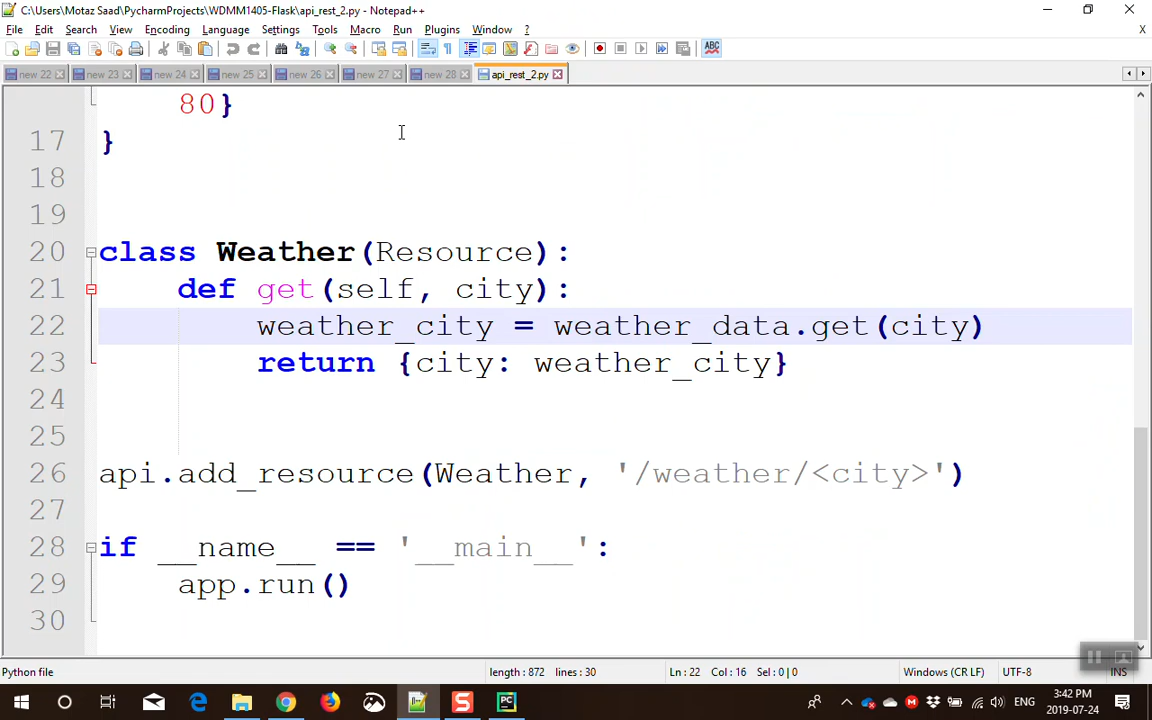 C:\Users\Motaz Saad\PycharmProjects\WDMM1405-Flask\api_rest_2.py - Notepad++
File Edit Search View Encoding Language Settings Tools Macro Run Plugins Window ? X
new 22 new 23 new 24 new 25 new 26 new 27 new 28 api_rest_2.py
80}
17 }
18
19
20 class Weather(Resource):
21 def get(self, city):
22 weather_city = weather_data.get(city)
23 return {city: weather_city}
24
25
26 api.add_resource(Weather, '/weather/<city>')
27
28 if __name__ == '__main__':
29 app.run()
30
Python file length : 872 lines : 30 Ln : 22 Col : 16 Sel : 0 | 0 Windows (CR LF) UTF-8 INS
ENG 3:42 PM
2019-07-24